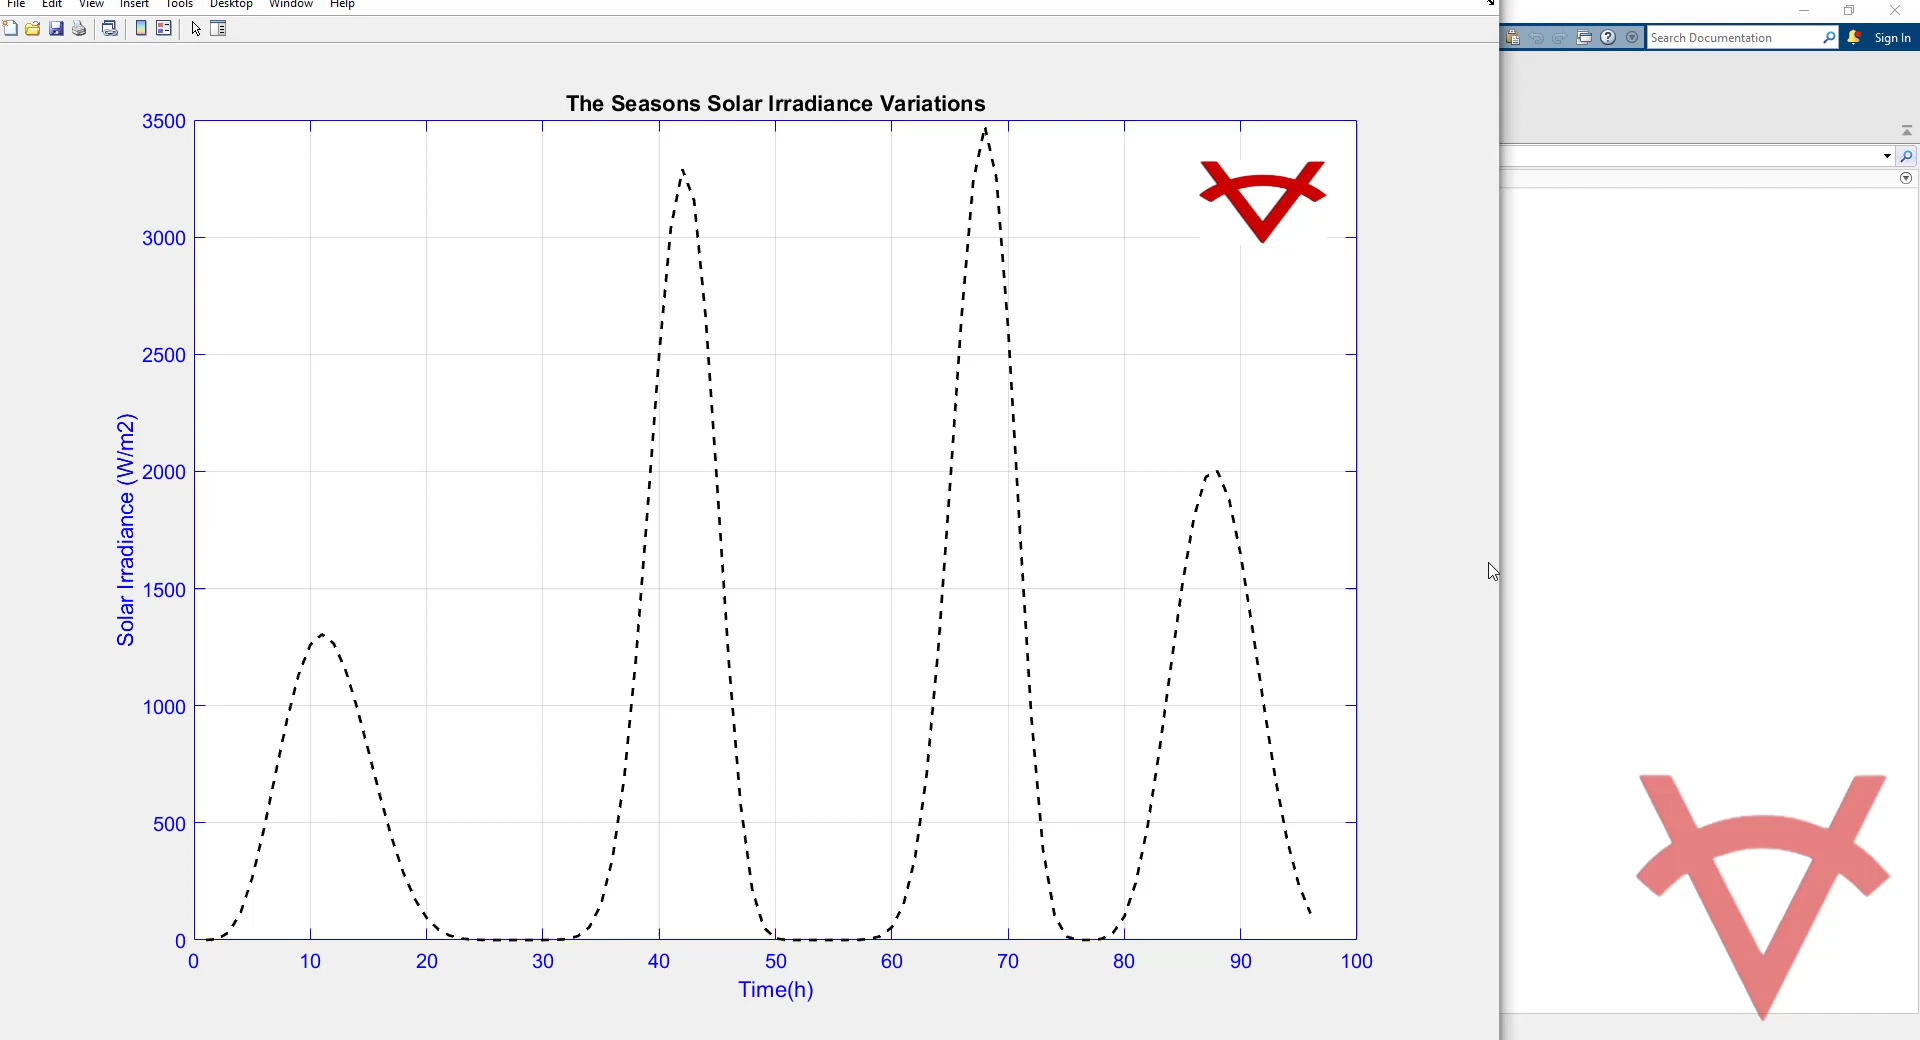 File Edit View Insert Tools Desktop Window Help
Search Documentation
Sign In
The Seasons Solar Irradiance Variations
3500
3000
2500
2000
1500
1000
500
0
Solar Irradiance (W/m2)
0 10 20 30 40 50 60 70 80 90 100
Time(h)